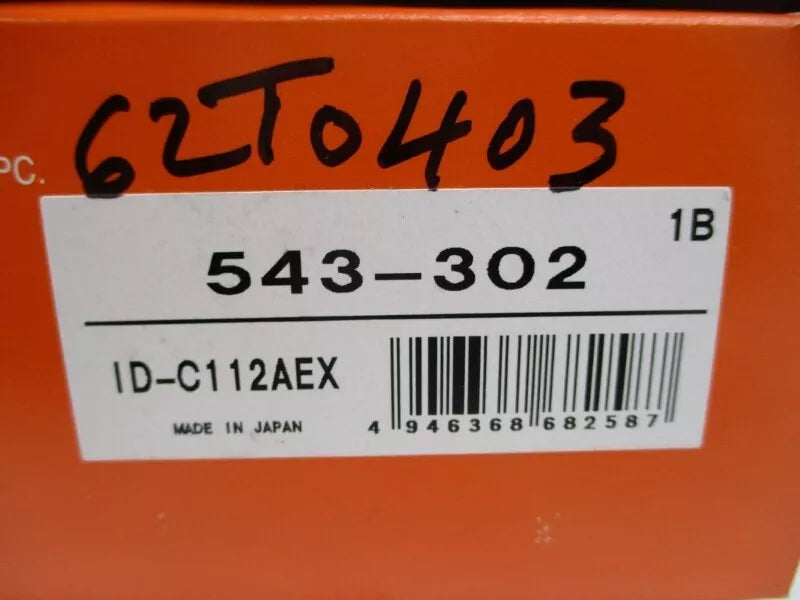 62T0403
PC.
1B
543-302
ID-C112AEX
MADE IN JAPAN
4 946368 682587